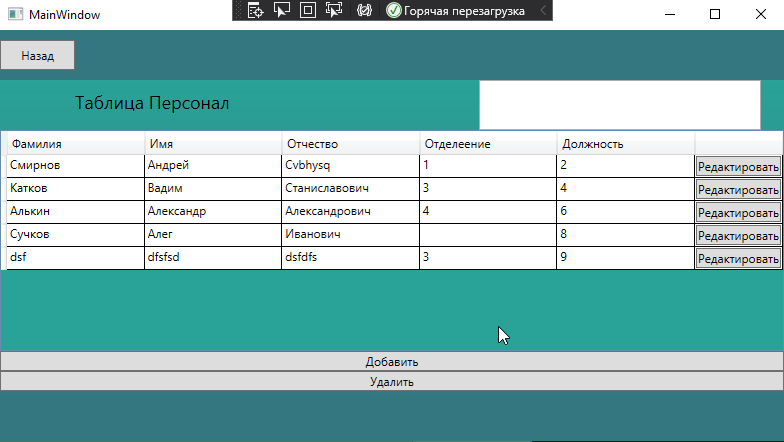 MainWindow
Горячая перезагрузка
Назад
Таблица Персонал
Фамилия Имя Отчество Отделеение Должность
Смирнов Андрей Cvbhysq 1 2 Редактировать
Катков Вадим Станиславович 3 4 Редактировать
Алькин Александр Александрович 4 6 Редактировать
Сучков Алег Иванович 8 Редактировать
dsf dfsfsd dsfdfs 3 9 Редактировать
Добавить
Удалить